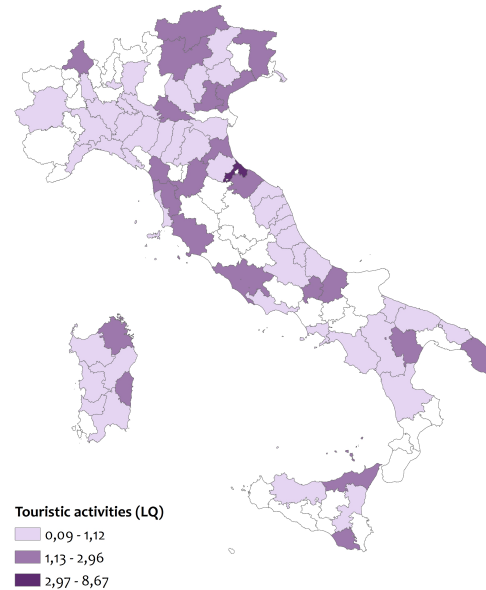 Touristic activities (LQ)
0,09 - 1,12
1,13 - 2,96
2,97 - 8,67